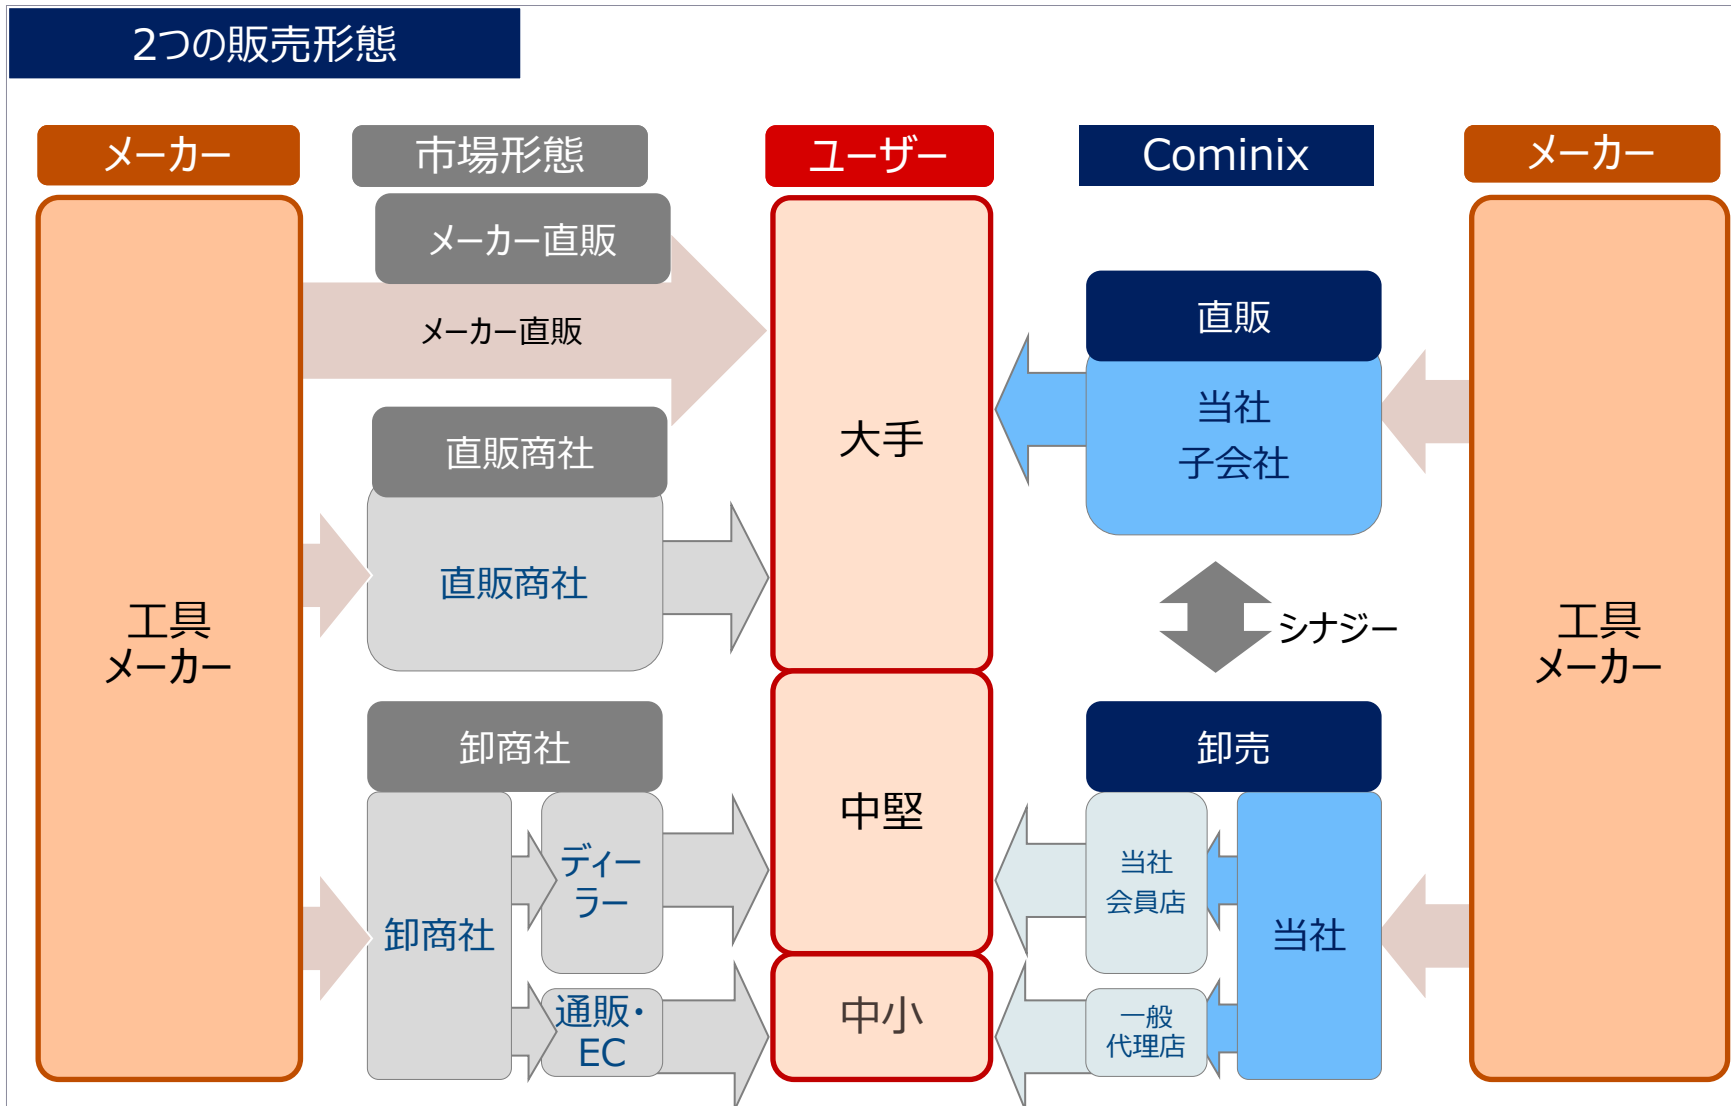 2つの販売形態
メーカー
市場形態
ユーザー
Cominix
メーカー
メーカー直販
メーカー直販
直販商社
直販商社
卸商社
卸商社
ディー
ラー
通販・
EC
工具
メーカー
大手
中堅
中小
直販
当社
子会社
シナジー
卸売
当社
会員店
一般
代理店
当社
工具
メーカー